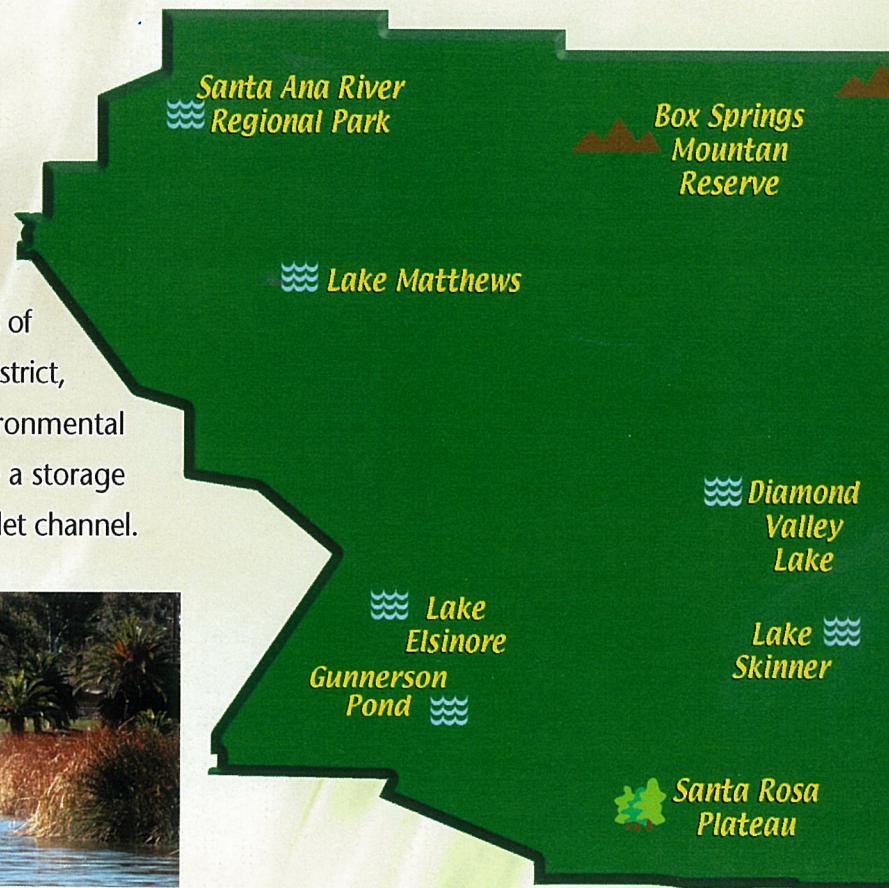 Santa Ana River
Regional Park
Box Springs
Mountan
Reserve
Lake Matthews
of
strict,
ronmental
a storage
let channel.
Diamond
Valley
Lake
Lake
Elsinore
Lake
Skinner
Gunnerson
Pond
Santa Rosa
Plateau